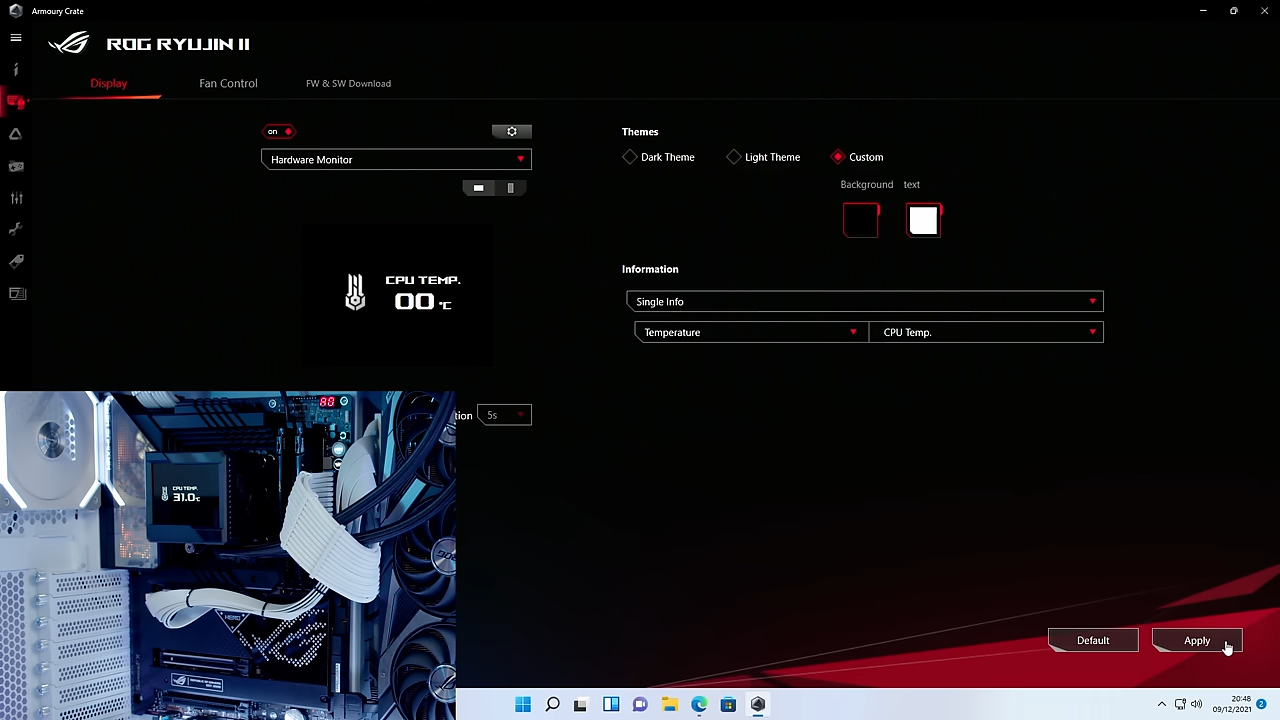 Armoury Crate
ROG RYUJIN II
Display
Fan Control
FW & SW Download
on
Hardware Monitor
CPU TEMP.
00 °C
tion
5s
Themes
Dark Theme
Light Theme
Custom
Background
text
Information
Single Info
Temperature
CPU Temp.
CPU TEMP.
31.0°C
HERO
Default
Apply
20:48
09/12/2021
2